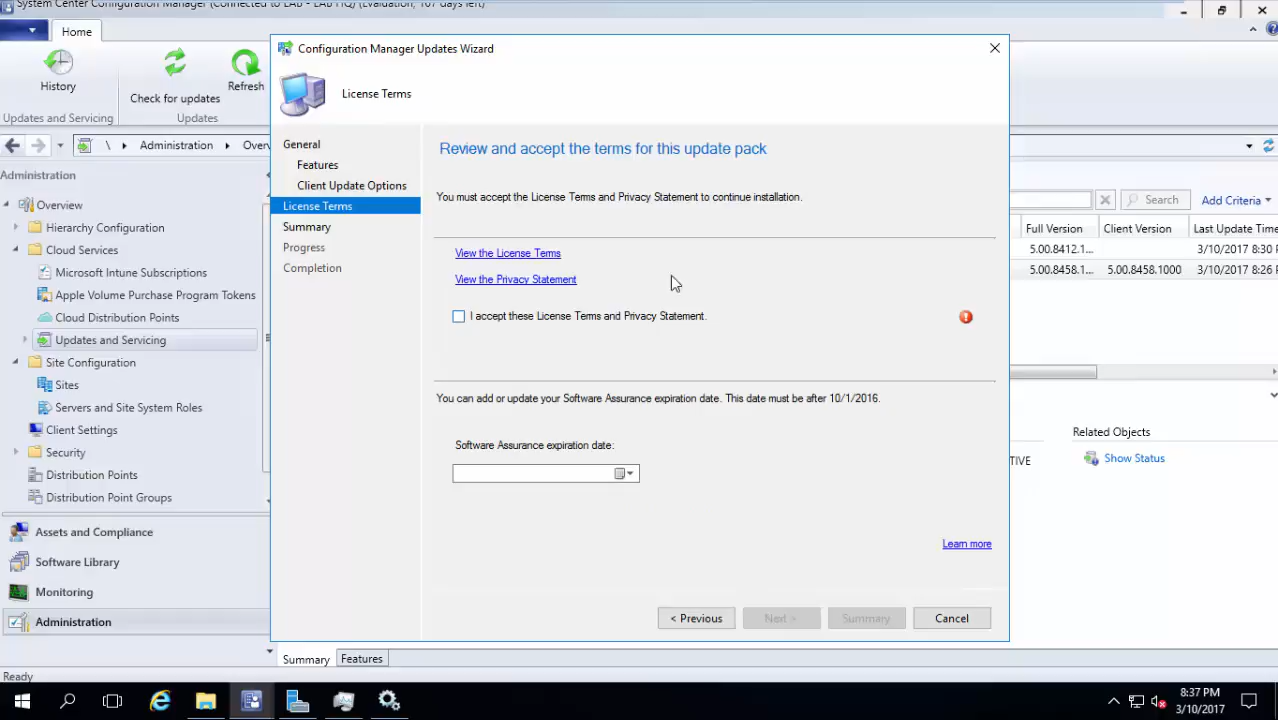 System Center Configuration Manager (Connected to LAB - LAB HQ) (Evaluation, 167 days left)
Home
History
Check for updates
Refresh
Updates and Servicing
Updates
\ Administration Overv
Administration
Overview
Hierarchy Configuration
Cloud Services
Microsoft Intune Subscriptions
Apple Volume Purchase Program Tokens
Cloud Distribution Points
Updates and Servicing
Site Configuration
Sites
Servers and Site System Roles
Client Settings
Security
Distribution Points
Distribution Point Groups
Assets and Compliance
Software Library
Monitoring
Administration
Configuration Manager Updates Wizard
License Terms
General
Features
Client Update Options
License Terms
Summary
Progress
Completion
Review and accept the terms for this update pack
You must accept the License Terms and Privacy Statement to continue installation.
View the License Terms
View the Privacy Statement
I accept these License Terms and Privacy Statement.
You can add or update your Software Assurance expiration date. This date must be after 10/1/2016.
Software Assurance expiration date:
Learn more
< Previous
Next >
Summary
Cancel
Search
Add Criteria
Full Version Client Version Last Update Time
5.00.8412.1... 3/10/2017 8:30 P
5.00.8458.1... 5.00.8458.1000 3/10/2017 8:26 P
Related Objects
TIVE
Show Status
Summary Features
Ready
8:37 PM
3/10/2017